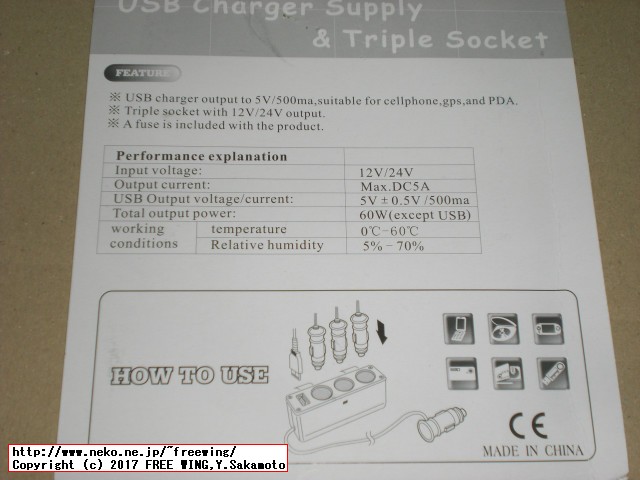 USB Charger Supply
& Triple Socket
FEATURE
※ USB charger output to 5V/500ma,suitable for cellphone,gps,and PDA.
※ Triple socket with 12V/24V output.
※ A fuse is included with the product.
Performance explanation
Input voltage: 12V/24V
Output current: Max.DC5A
USB Output voltage/current: 5V±0.5V/500ma
Total output power: 60W(except USB)
working conditions temperature 0℃-60℃
Relative humidity 5%-70%
HOW TO USE
CE
MADE IN CHINA
http://www.neko.ne.jp/~freewing/
Copyright (c) 2017 FREE WING,Y.Sakamoto